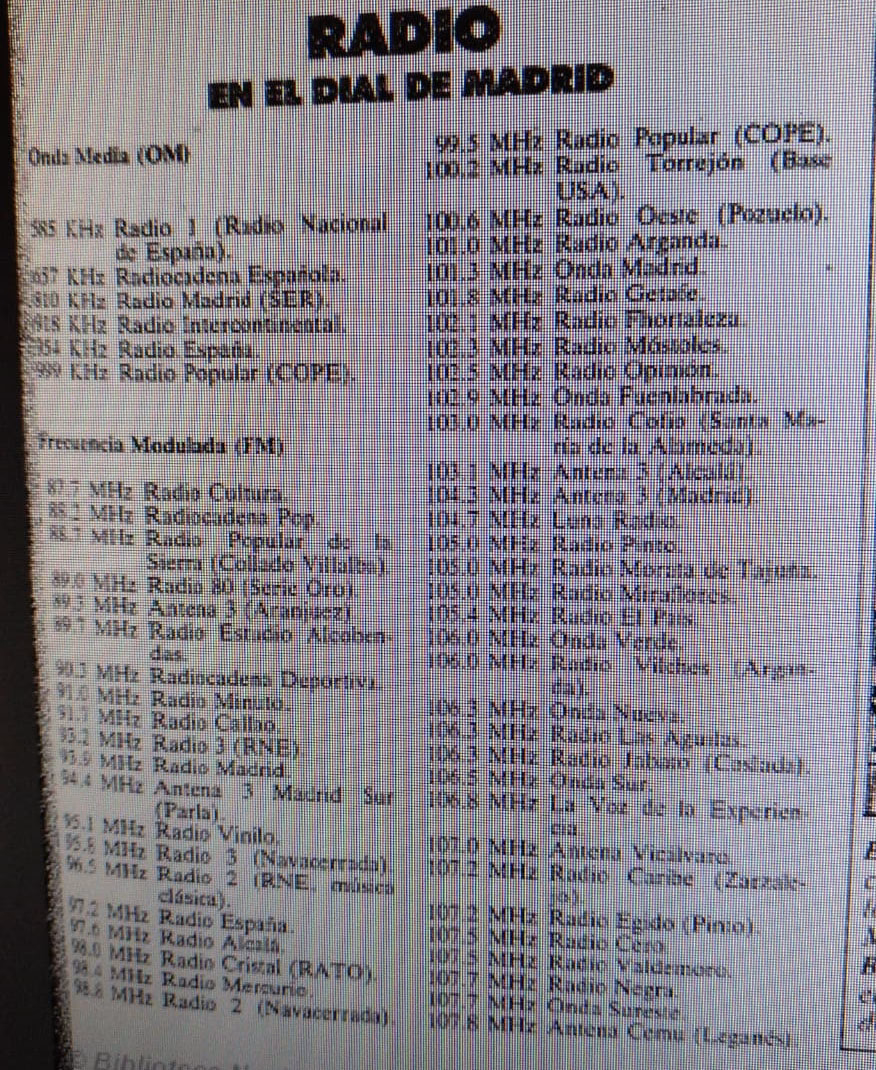 RADIO
EN EL DIAL DE MADRID
Onda Media (OM)
585 KHz Radio 1 (Radio Nacional
de España).
657 KHz Radiocadena Española.
810 KHz Radio Madrid (SER).
918 KHz Radio Intercontinental.
954 KHz Radio España.
999 KHz Radio Popular (COPE).
Frecuencia Modulada (FM)
87.7 MHz Radio Cultura.
88.2 MHz Radiocadena Pop.
88.7 MHz Radio Popular de la
Sierra (Collado Villalba).
89.0 MHz Radio 80 (Serie Oro).
89.3 MHz Antena 3 (Aranjuez)
89.7 MHz Radio Estudio Alcoben-
das.
90.3 MHz Radiocadena Deportiva.
91.0 MHz Radio Minuto.
91.7 MHz Radio Callao.
93.2 MHz Radio 3 (RNE).
93.9 MHz Radio Madrid.
94.4 MHz Antena 3 Madrid Sur
(Parla).
95.1 MHz Radio Vinilo.
95.8 MHz Radio 3 (Navacerrada).
96.5 MHz Radio 2 (RNE, música
clásica).
97.2 MHz Radio España.
97.6 MHz Radio Alcalá.
98.0 MHz Radio Cristal (RATO).
98.4 MHz Radio Mercurio.
98.8 MHz Radio 2 (Navacerrada).
99.5 MHz Radio Popular (COPE).
100.2 MHz Radio Torrejón (Base
USA).
100.6 MHz Radio Oeste (Pozuelo).
101.0 MHz Radio Arganda.
101.3 MHz Onda Madrid.
101.8 MHz Radio Getafe.
102.1 MHz Radio Fhortaleza.
102.3 MHz Radio Móstoles.
102.5 MHz Radio Opinión.
102.9 MHz Onda Fuenlabrada.
103.0 MHz Radio Cofio (Santa Ma-
ría de la Alameda)
103.1 MHz Antena 3 (Alcalá).
104.3 MHz Antena 3 (Madrid).
104.7 MHz Luna Radio.
105.0 MHz Radio Pinto.
105.0 MHz Radio Morata de Tajuña.
105.0 MHz Radio Miraflores.
105.4 MHz Radio El País.
106.0 MHz Onda Verde.
106.0 MHz Radio Vilches (Argan-
da).
106.3 MHz Onda Nueva.
106.3 MHz Radio Las Aguilas.
106.3 MHz Radio Jabato (Coslada).
106.5 MHz Onda Sur.
106.8 MHz La Voz de la Experien-
cia
107.0 MHz Antena Vicálvaro.
107.2 MHz Radio Caribe (Zarzale-
jo).
107.2 MHz Radio Egido (Pinto).
107.5 MHz Radio Cero
107.5 MHz Radio Valdemoro.
107.7 MHz Radio Negra.
107.7 MHz Onda Sureste.
107.8 MHz Antena Cemu (Leganés).
© Biblioteca